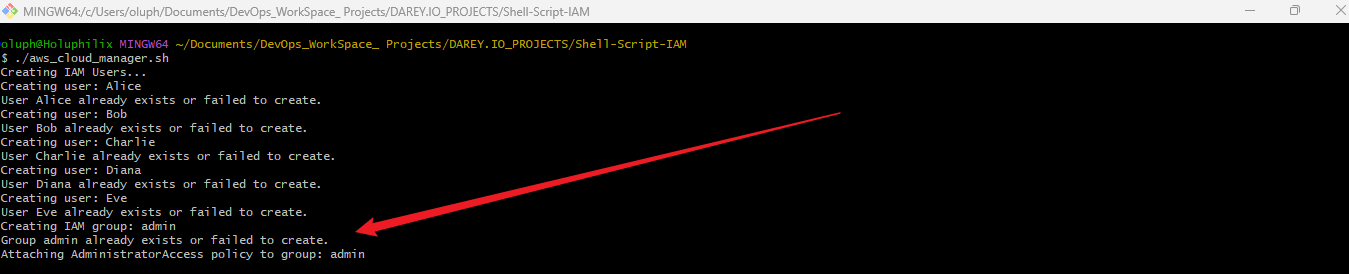 MINGW64:/c/Users/oluph/Documents/DevOps_WorkSpace_ Projects/DAREY.IO_PROJECTS/Shell-Script-IAM
oluph@Holuphilix MINGW64 ~/Documents/DevOps_WorkSpace_ Projects/DAREY.IO_PROJECTS/Shell-Script-IAM
$ ./aws_cloud_manager.sh
Creating IAM Users...
Creating user: Alice
User Alice already exists or failed to create.
Creating user: Bob
User Bob already exists or failed to create.
Creating user: Charlie
User Charlie already exists or failed to create.
Creating user: Diana
User Diana already exists or failed to create.
Creating user: Eve
User Eve already exists or failed to create.
Creating IAM group: admin
Group admin already exists or failed to create.
Attaching AdministratorAccess policy to group: admin